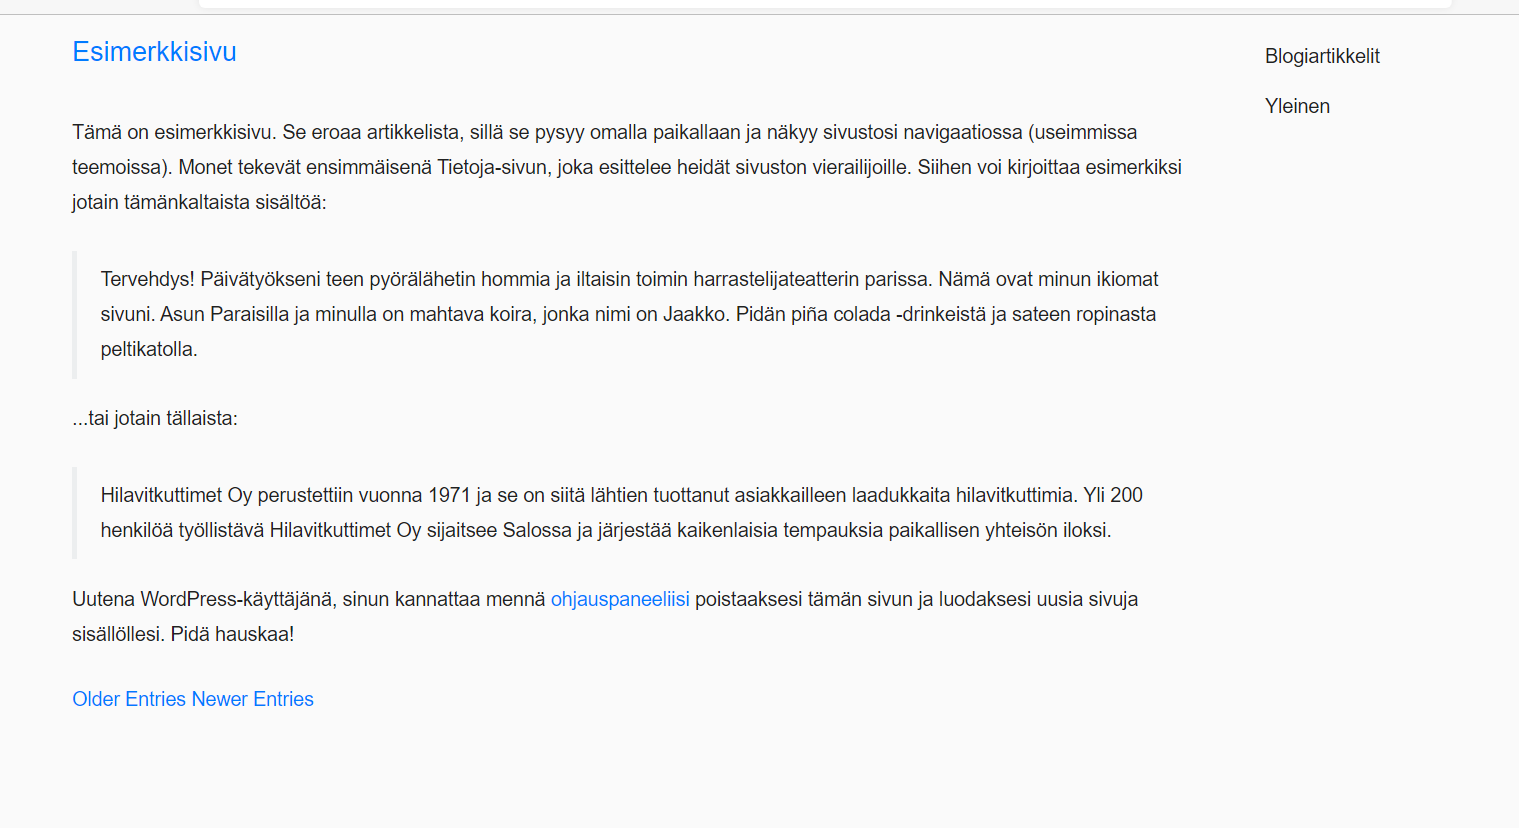 Esimerkkisivu
Tämä on esimerkkisivu. Se eroaa artikkelista, sillä se pysyy omalla paikallaan ja näkyy sivustosi navigaatiossa (useimmissa
teemoissa). Monet tekevät ensimmäisenä Tietoja-sivun, joka esittelee heidät sivuston vierailijoille. Siihen voi kirjoittaa esimerkiksi
jotain tämänkaltaista sisältöä:
Tervehdys! Päivätyökseni teen pyörälähetin hommia ja iltaisin toimin harrastelijateatterin parissa. Nämä ovat minun ikiomat
sivuni. Asun Paraisilla ja minulla on mahtava koira, jonka nimi on Jaakko. Pidän piña colada -drinkeistä ja sateen ropinasta
peltikatolla.
...tai jotain tällaista:
Hilavitkuttimet Oy perustettiin vuonna 1971 ja se on siitä lähtien tuottanut asiakkailleen laadukkaita hilavitkuttimia. Yli 200
henkilöä työllistävä Hilavitkuttimet Oy sijaitsee Salossa ja järjestää kaikenlaisia tempauksia paikallisen yhteisön iloksi.
Uutena WordPress-käyttäjänä, sinun kannattaa mennä ohjauspaneeliisi poistaaksesi tämän sivun ja luodaksesi uusia sivuja
sisällöllesi. Pidä hauskaa!
Older Entries Newer Entries
Blogiartikkelit
Yleinen